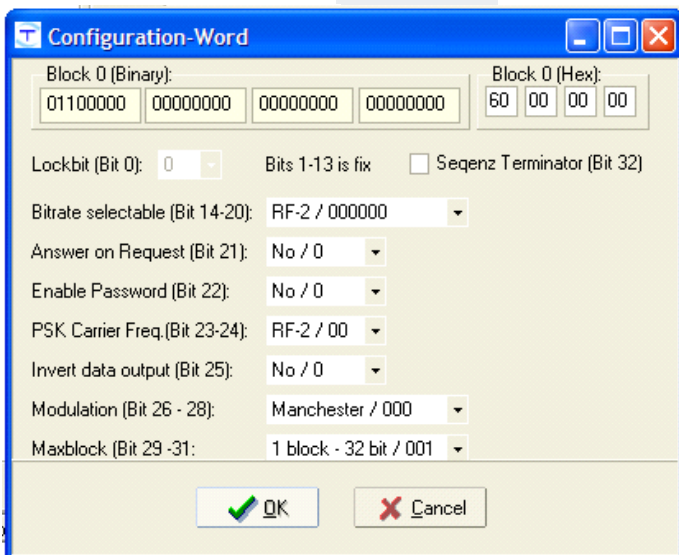 Configuration-Word
Block 0 (Binary): Block 0 (Hex):
01100000 00000000 00000000 00000000 60 00 00 00
Lockbit (Bit 0): 0 Bits 1-13 is fix Seqenz Terminator (Bit 32)
Bitrate selectable (Bit 14-20): RF-2 / 000000
Answer on Request (Bit 21): No / 0
Enable Password (Bit 22): No / 0
PSK Carrier Freq.(Bit 23-24): RF-2 / 00
Invert data output (Bit 25): No / 0
Modulation (Bit 26 - 28): Manchester / 000
Maxblock (Bit 29 -31: 1 block - 32 bit / 001
OK Cancel